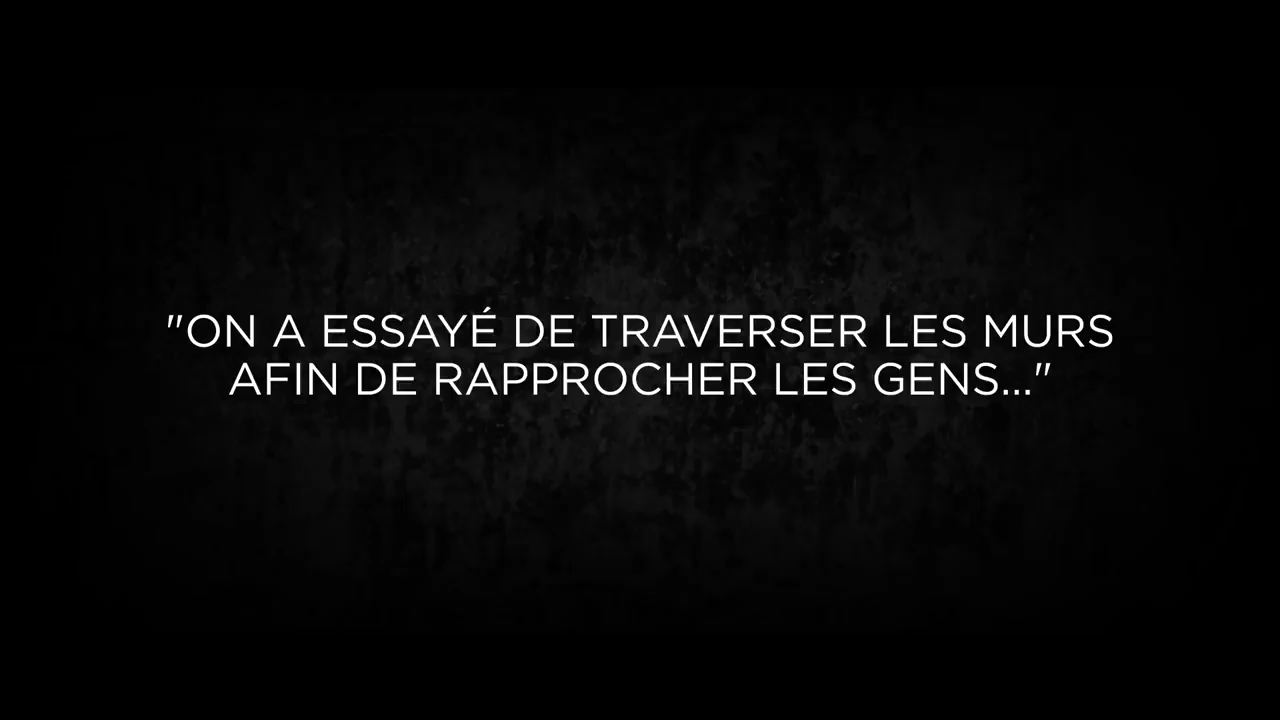 "ON A ESSAYÉ DE TRAVERSER LES MURS
AFIN DE RAPPROCHER LES GENS..."